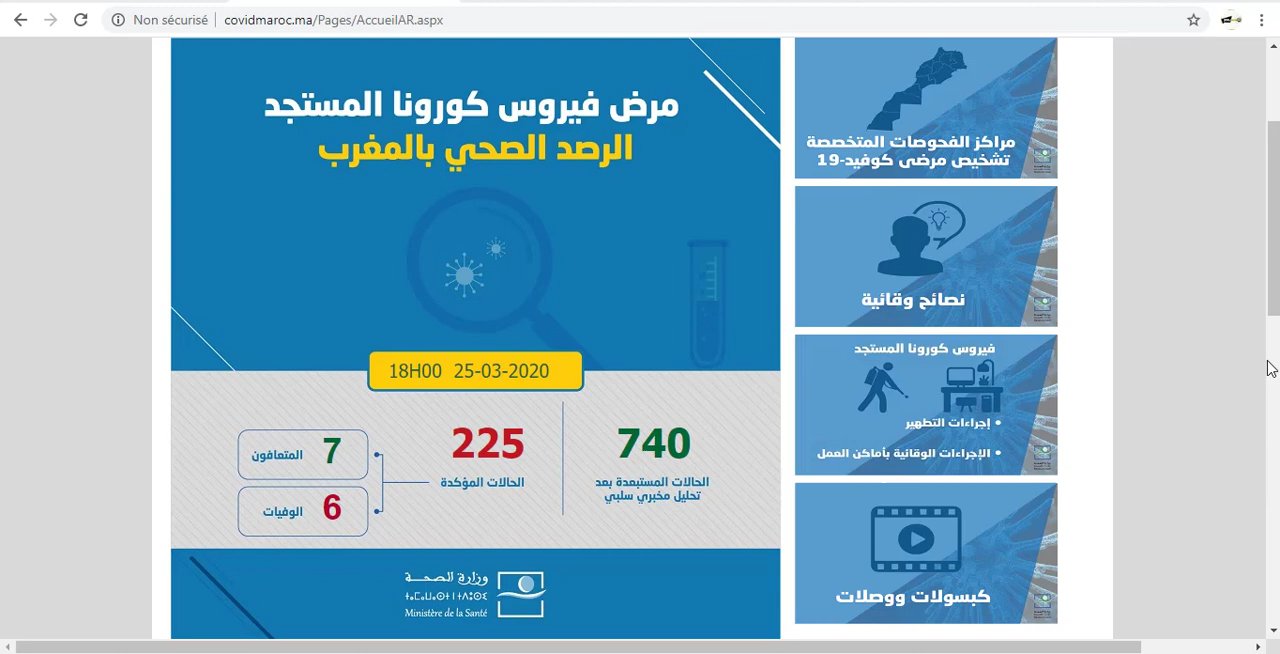 Non sécurisé
covidmaroc.ma/Pages/AccueilAR.aspx
مرض فيروس كورونا المستجد
الرصد الصحي بالمغرب
18H00 25-03-2020
740
الحالات المستبعدة بعد
تحليل مخبري سلبي
225
الحالات المؤكدة
7 المتعافون
6 الوفيات
وزارة الصحة
ⵜⴰⵎⴰⵡⴰⵙⵜ ⵏ ⵜⴷⵓⵙⵉ
Ministère de la Santé
مراكز الفحوصات المتخصصة
تشخيص مرضى كوفيد-19
نصائح وقائية
فيروس كورونا المستجد
• إجراءات التطهير
• الإجراءات الوقائية بأماكن العمل
كبسولات ووصلات